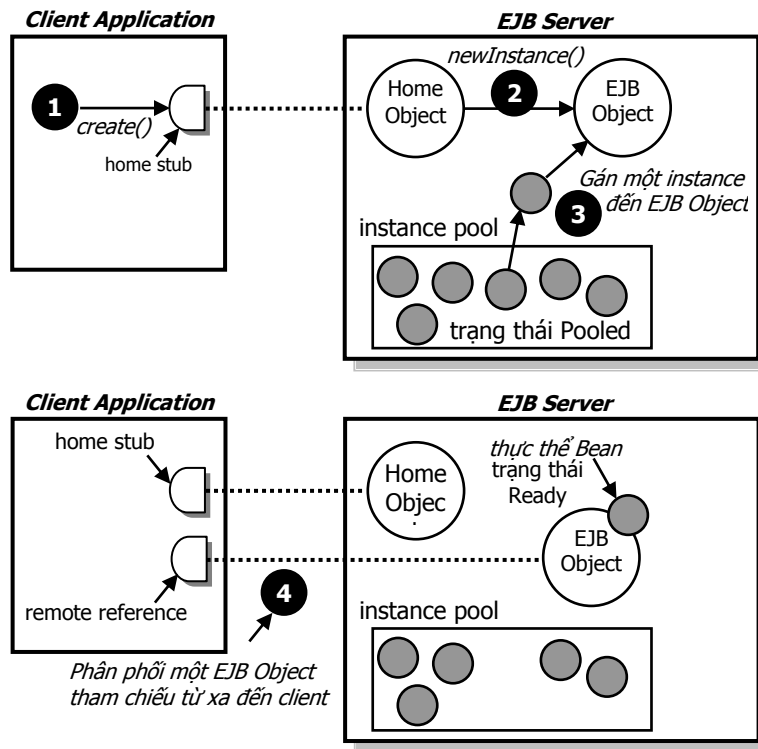 Client Application
EJB Server
newInstance()
1
create()
home stub
Home
Object
2
EJB
Object
3
Gán một instance
đến EJB Object
instance pool
trạng thái Pooled
Client Application
EJB Server
home stub
remote reference
4
Phân phối một EJB Object
tham chiếu từ xa đến client
Home
Objec
thực thể Bean
trạng thái
Ready
EJB
Object
instance pool